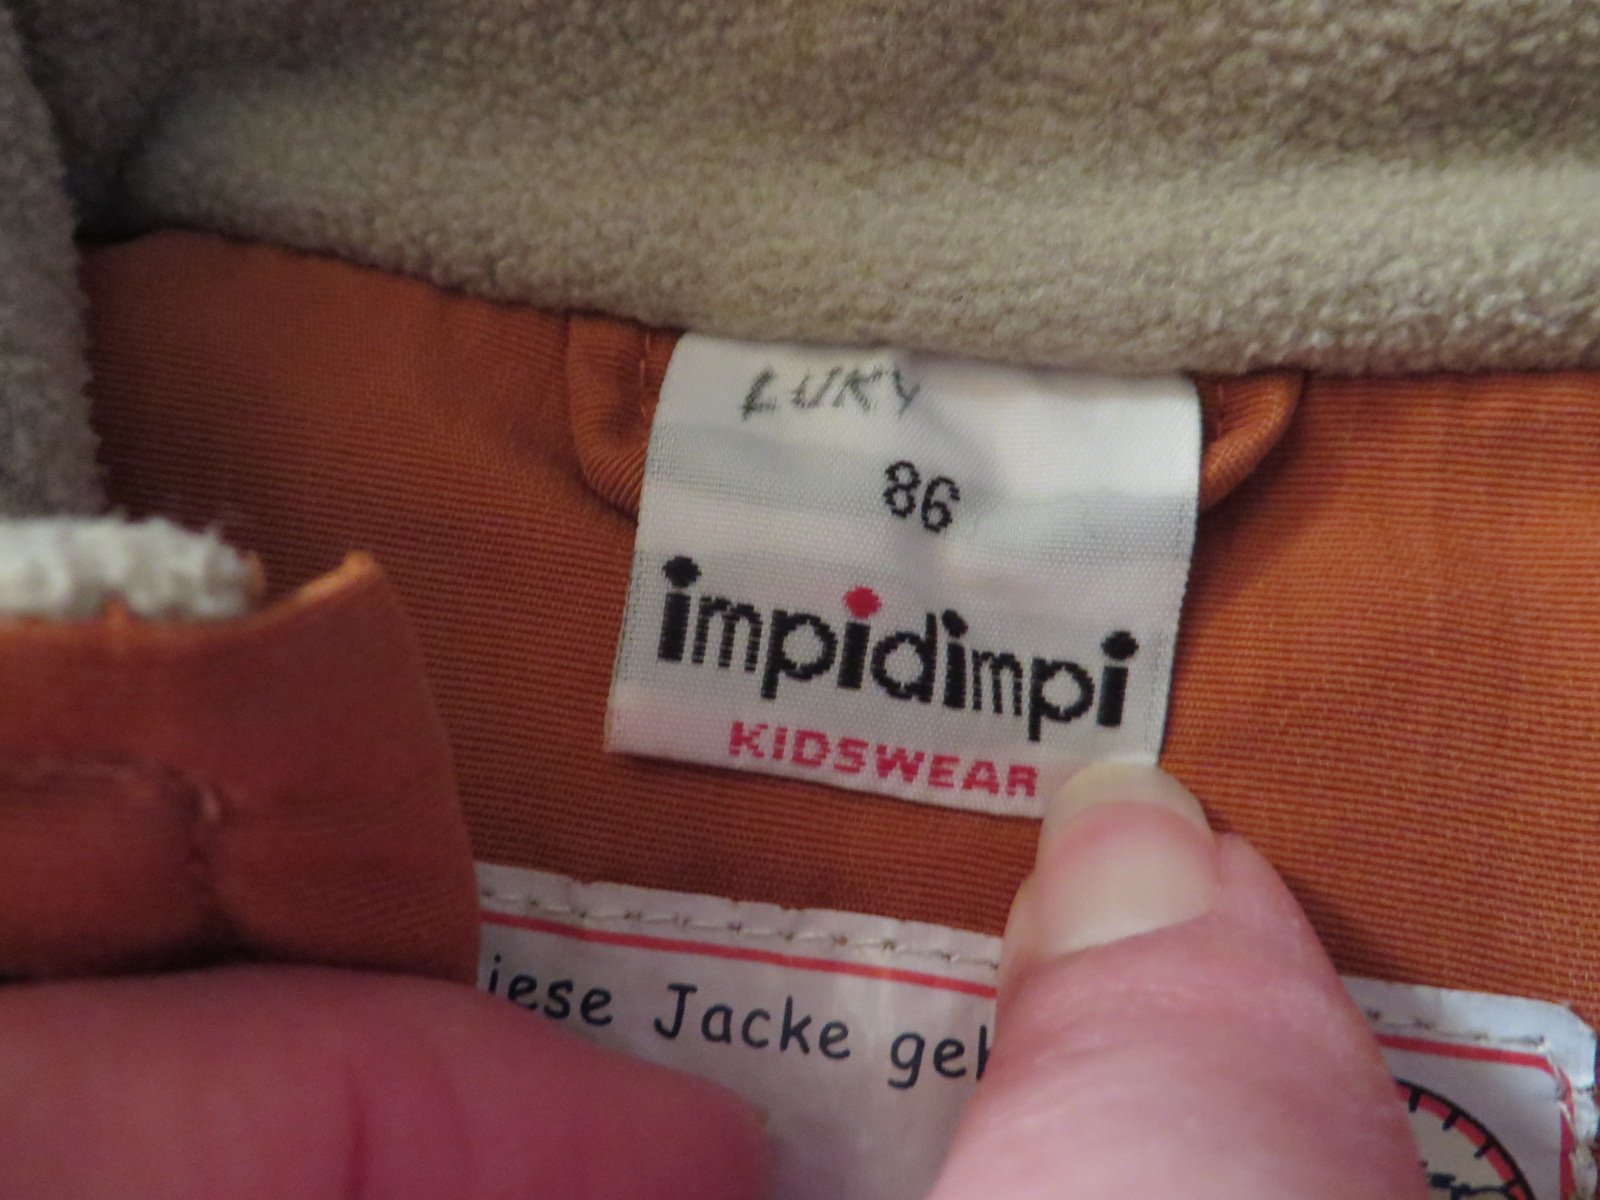 LUKY
86
impidimpi
KIDSWEAR
iese Jacke geh